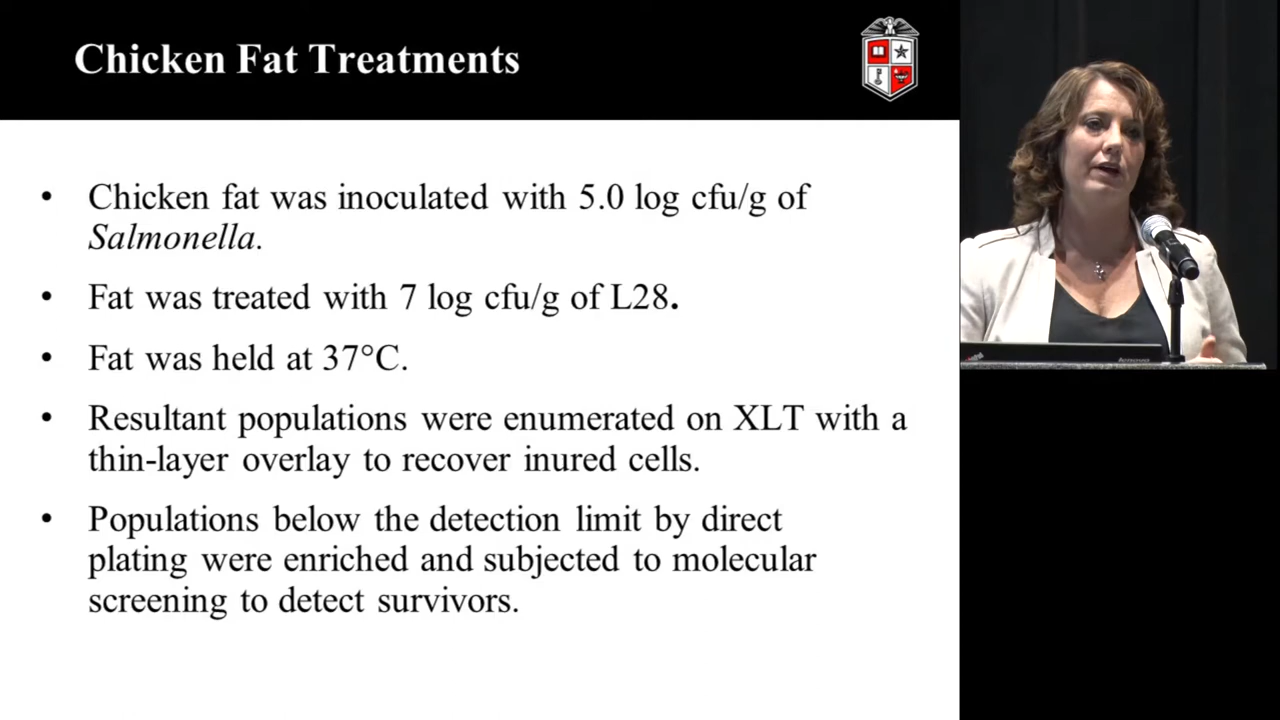 Chicken Fat Treatments
• Chicken fat was inoculated with 5.0 log cfu/g of
Salmonella.
• Fat was treated with 7 log cfu/g of L28.
• Fat was held at 37°C.
• Resultant populations were enumerated on XLT with a
thin-layer overlay to recover inured cells.
• Populations below the detection limit by direct
plating were enriched and subjected to molecular
screening to detect survivors.